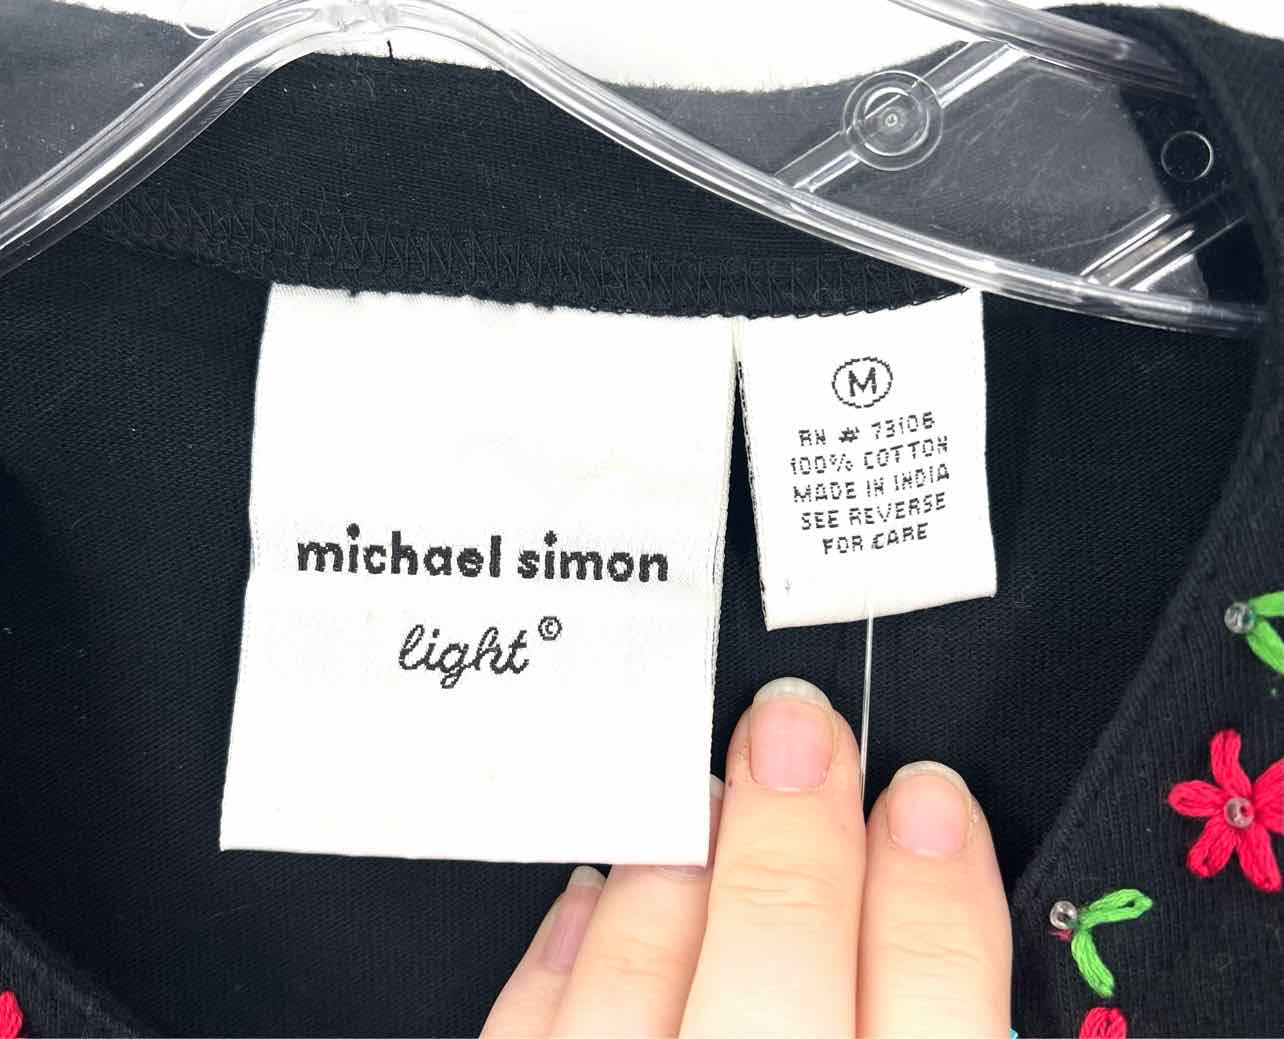 michael simon
light©
M
RN # 73106
100% COTTON
MADE IN INDIA
SEE REVERSE
FOR CARE